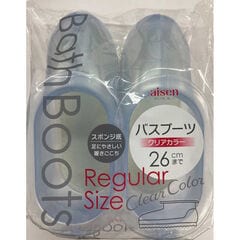 Bath Boots
aisen
バスブーツ
クリアカラー
26cmまで
スポンジ底
足にやさしい
履きごこち
Regular
Size
Clear Color